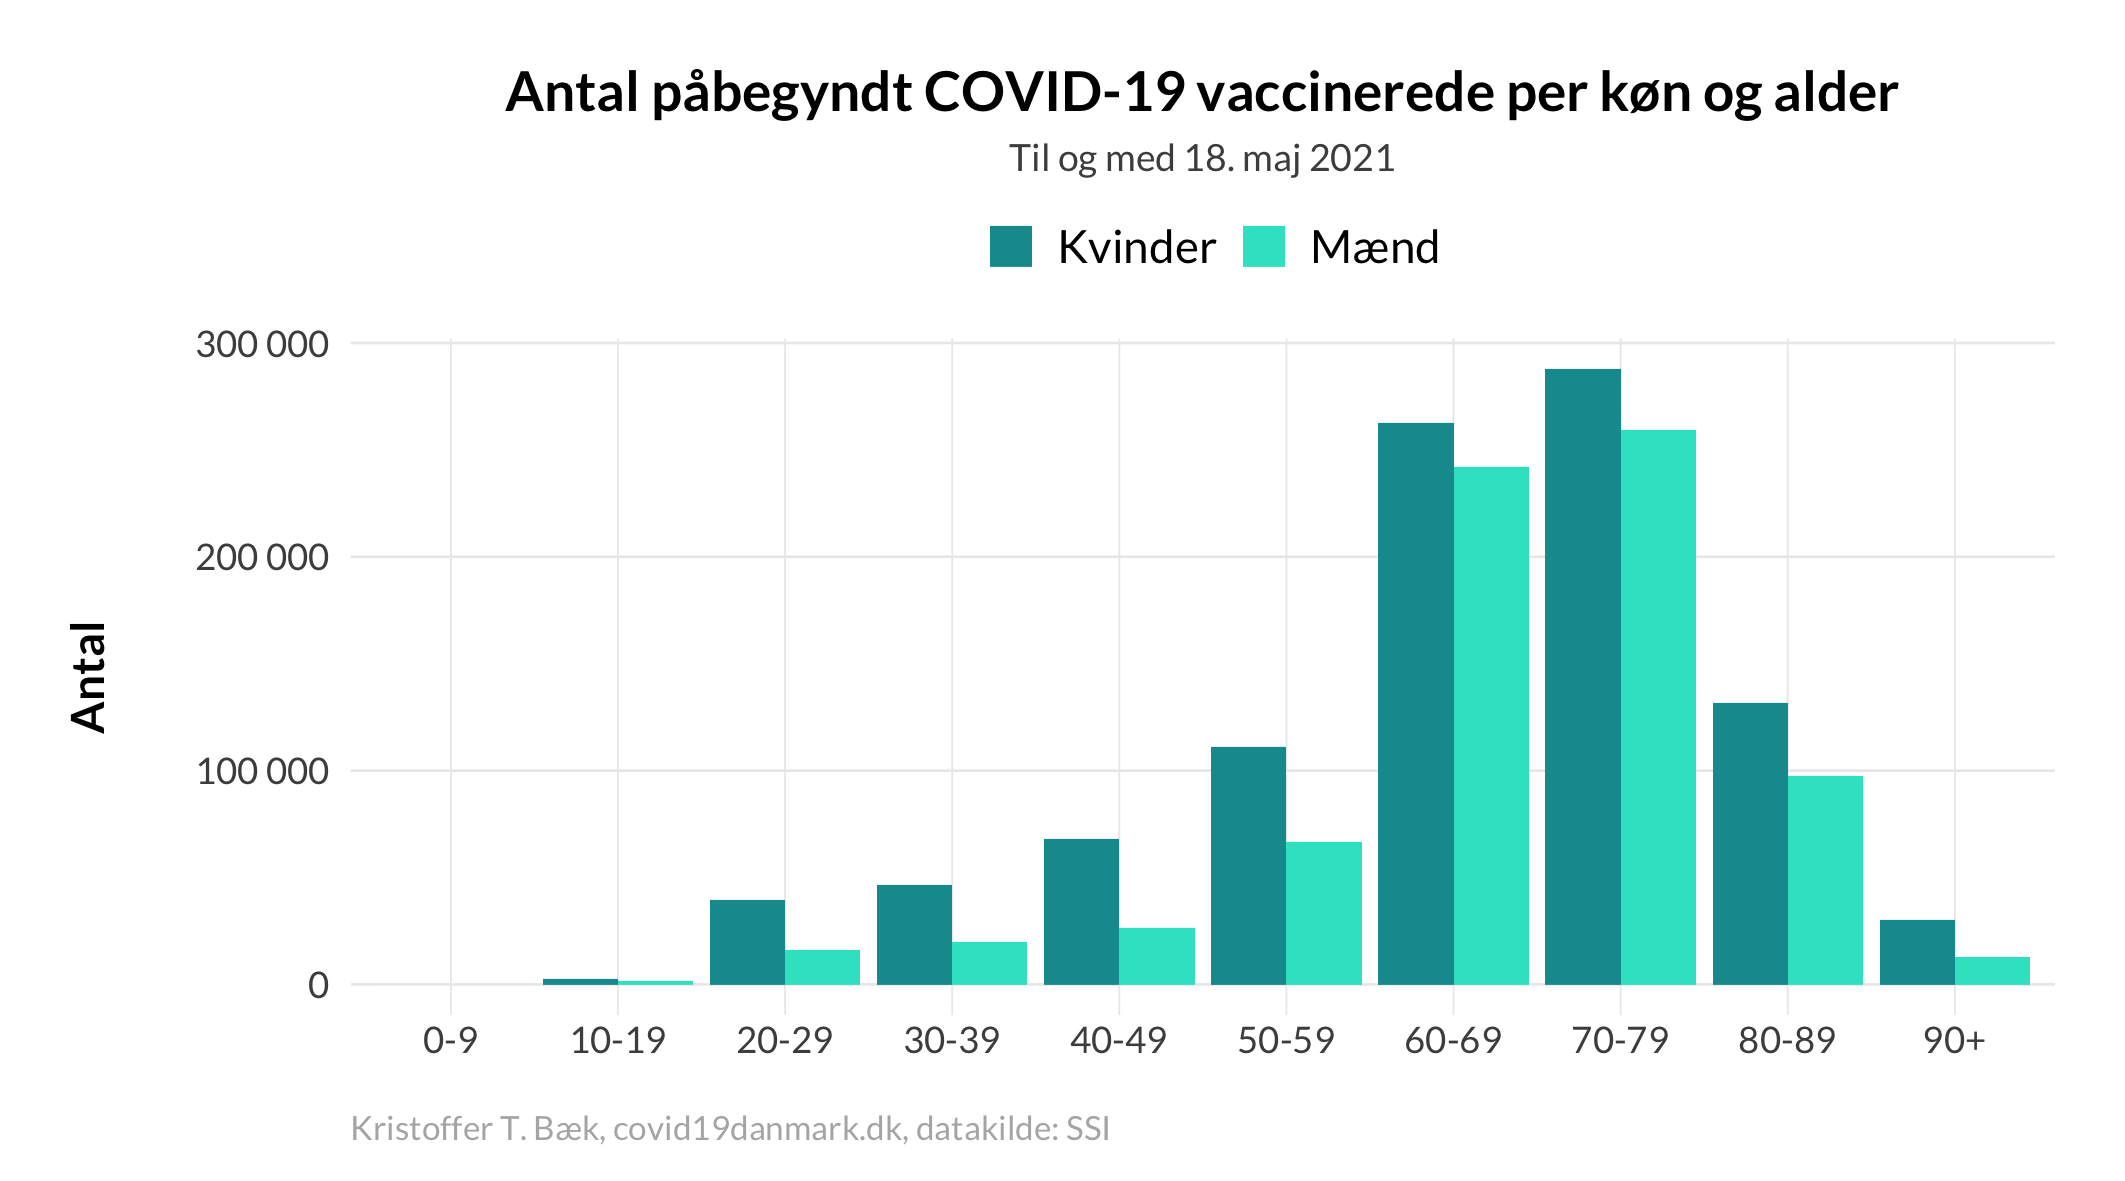 Antal påbegyndt COVID-19 vaccinerede per køn og alder
Til og med 18. maj 2021
Kvinder Mænd
300 000
200 000
100 000
0
Antal
0-9 10-19 20-29 30-39 40-49 50-59 60-69 70-79 80-89 90+
Kristoffer T. Bæk, covid19danmark.dk, datakilde: SSI